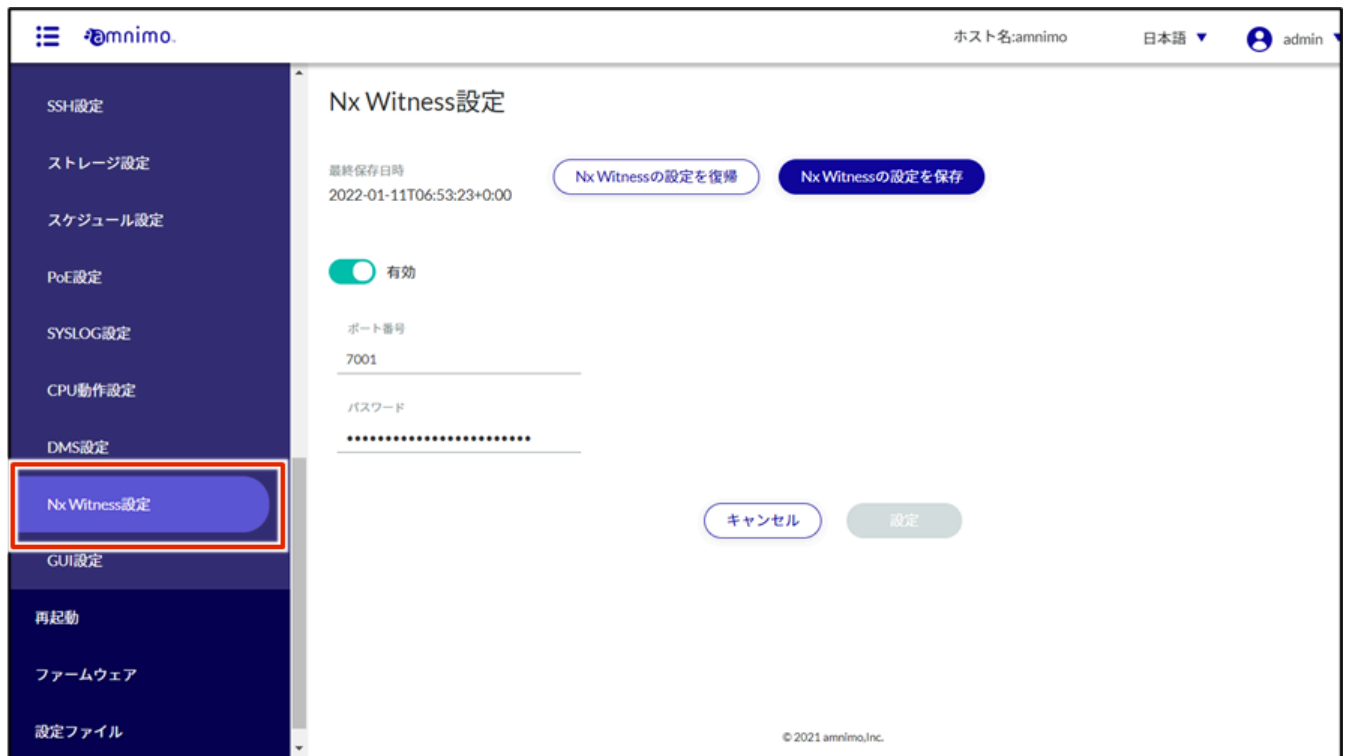 amnimo
ホスト名:amnimo
日本語
admin
SSH設定
ストレージ設定
スケジュール設定
PoE設定
SYSLOG設定
CPU動作設定
DMS設定
Nx Witness設定
GUI設定
再起動
ファームウェア
設定ファイル
Nx Witness設定
最終保存日時
2022-01-11T06:53:23+0:00
Nx Witnessの設定を復帰
Nx Witnessの設定を保存
有効
ポート番号
7001
パスワード
キャンセル
設定
© 2021 amnimo,Inc.